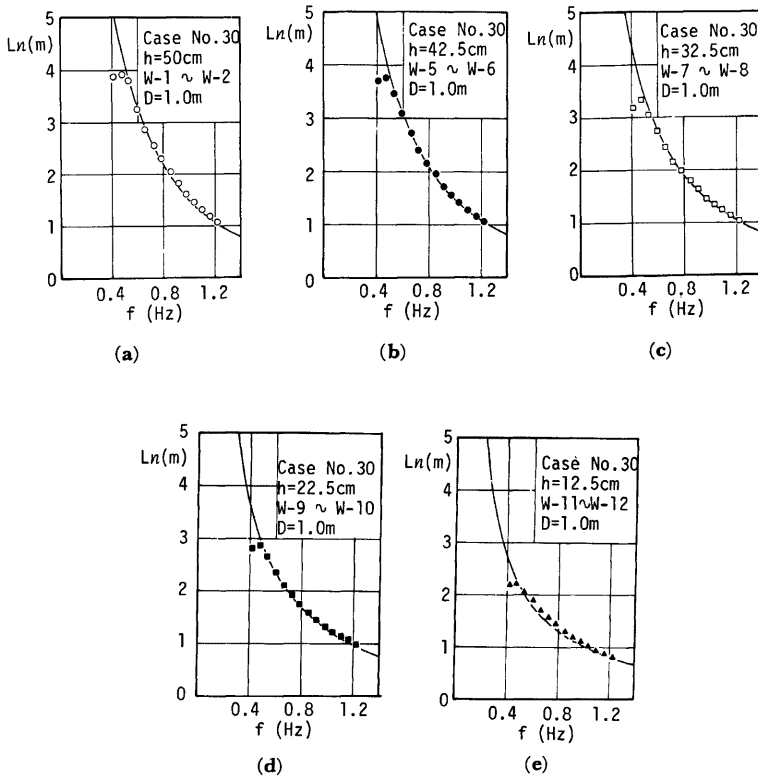 5
Ln(m)
4
3
2
1
0
Case No.30
h=50cm
W-1 ~ W-2
D=1.0m
0.4 0.8 1.2
f (Hz)
(a)
5
Ln(m)
4
3
2
1
0
Case No.30
h=42.5cm
W-5 ~ W-6
D=1.0m
0.4 0.8 1.2
f (Hz)
(b)
5
Ln(m)
4
3
2
1
0
Case No.30
h=32.5cm
W-7 ~ W-8
D=1.0m
0.4 0.8 1.2
f (Hz)
(c)
5
Ln(m)
4
3
2
1
0
Case No.30
h=22.5cm
W-9 ~ W-10
D=1.0m
0.4 0.8 1.2
f (Hz)
(d)
5
Ln(m)
4
3
2
1
0
Case No.30
h=12.5cm
W-11~W-12
D=1.0m
0.4 0.8 1.2
f (Hz)
(e)